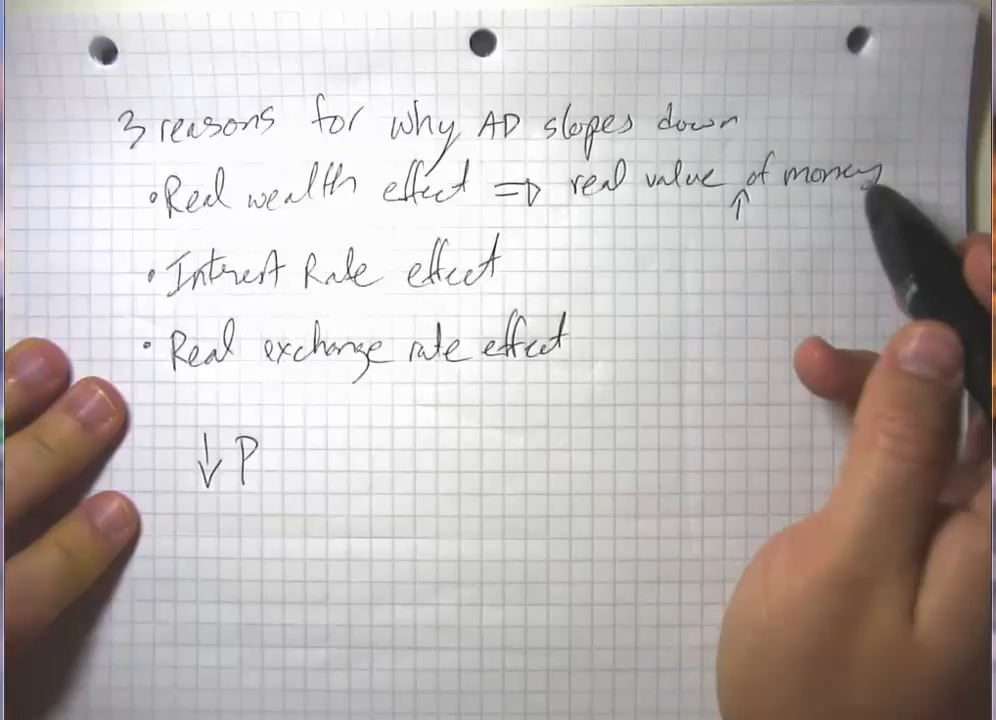 3 reasons for why AD slopes down
• Real wealth effect ⇒ real value of money
↑
• Interest Rate effect
• Real exchange rate effect
↓ P